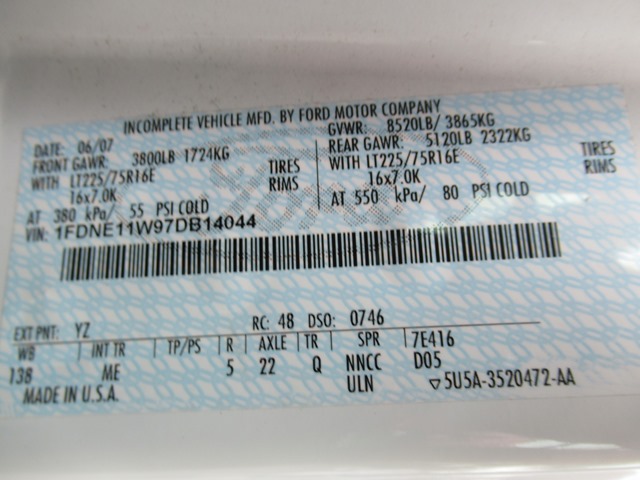 INCOMPLETE VEHICLE MFD. BY FORD MOTOR COMPANY
DATE: 06/07 GVWR: 8520LB/ 3865KG
FRONT GAWR: 3800LB 1724KG REAR GAWR: 5120LB 2322KG
WITH LT225/75R16E TIRES WITH LT225/75R16E TIRES
16x7.0K RIMS 16x7.0K RIMS
AT 380 kPa/ 55 PSI COLD AT 550 kPa/ 80 PSI COLD
VIN: 1FDNE11W97DB14044
EXT PNT: YZ RC: 48 DSO: 0746
WB INT TR TP/PS R AXLE TR SPR 7E416
138 ME 5 22 Q NNCC D05
MADE IN U.S.A. ULN ▽5U5A-3520472-AA